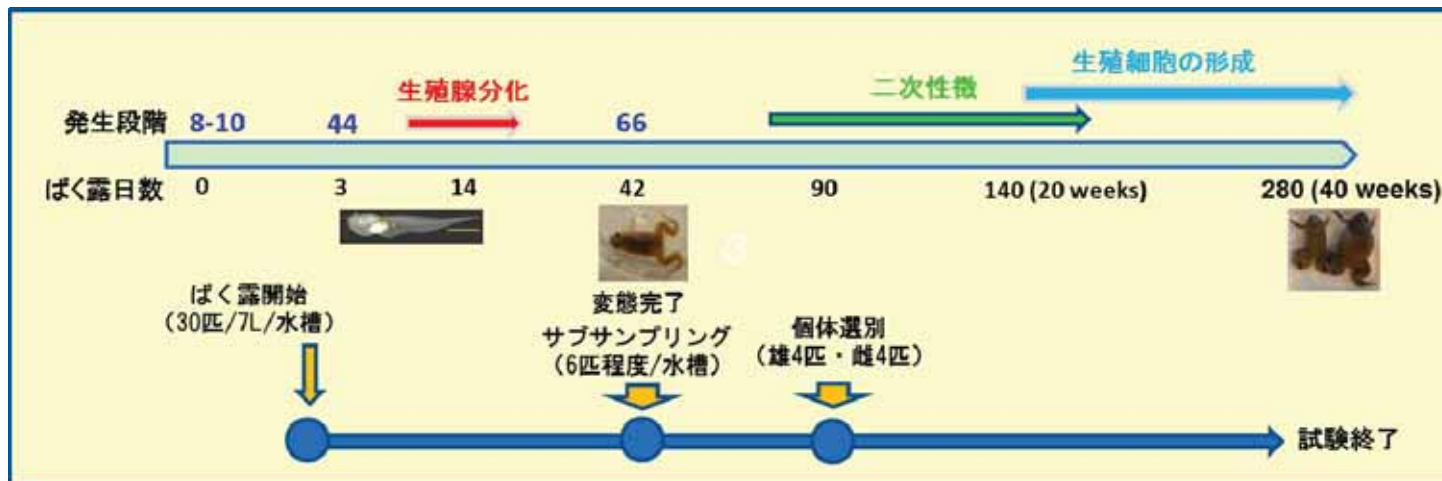 生殖細胞の形成
二次性徴
生殖腺分化
発生段階 8-10 44 66
ばく露日数 0 3 14 42 90 140 (20 weeks) 280 (40 weeks)
ばく露開始
（30匹/7L/水槽）
変態完了
サブサンプリング
（6匹程度/水槽）
個体選別
（雄4匹・雌4匹）
試験終了